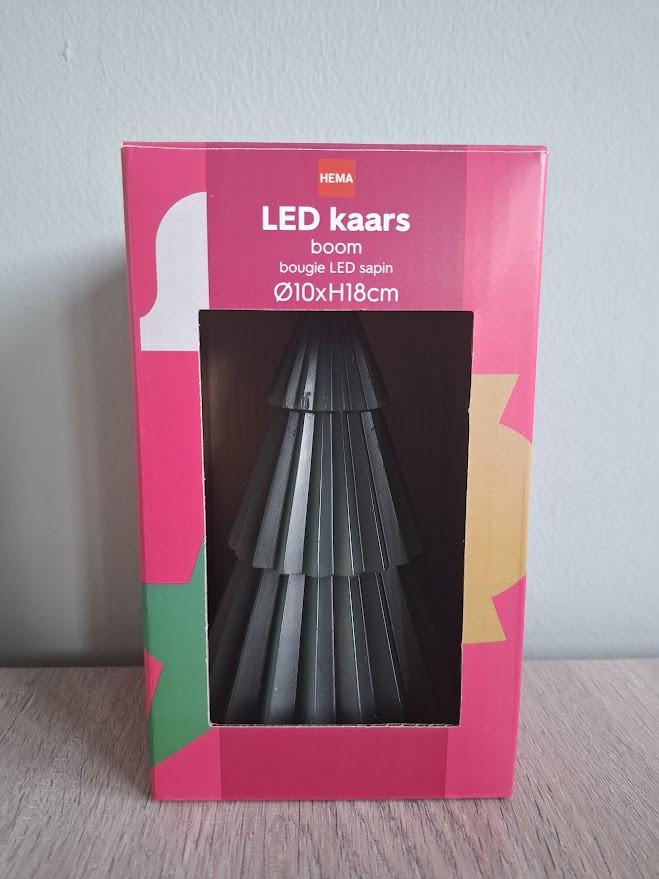 HEMA
LED kaars
boom
bougie LED sapin
Ø10xH18cm